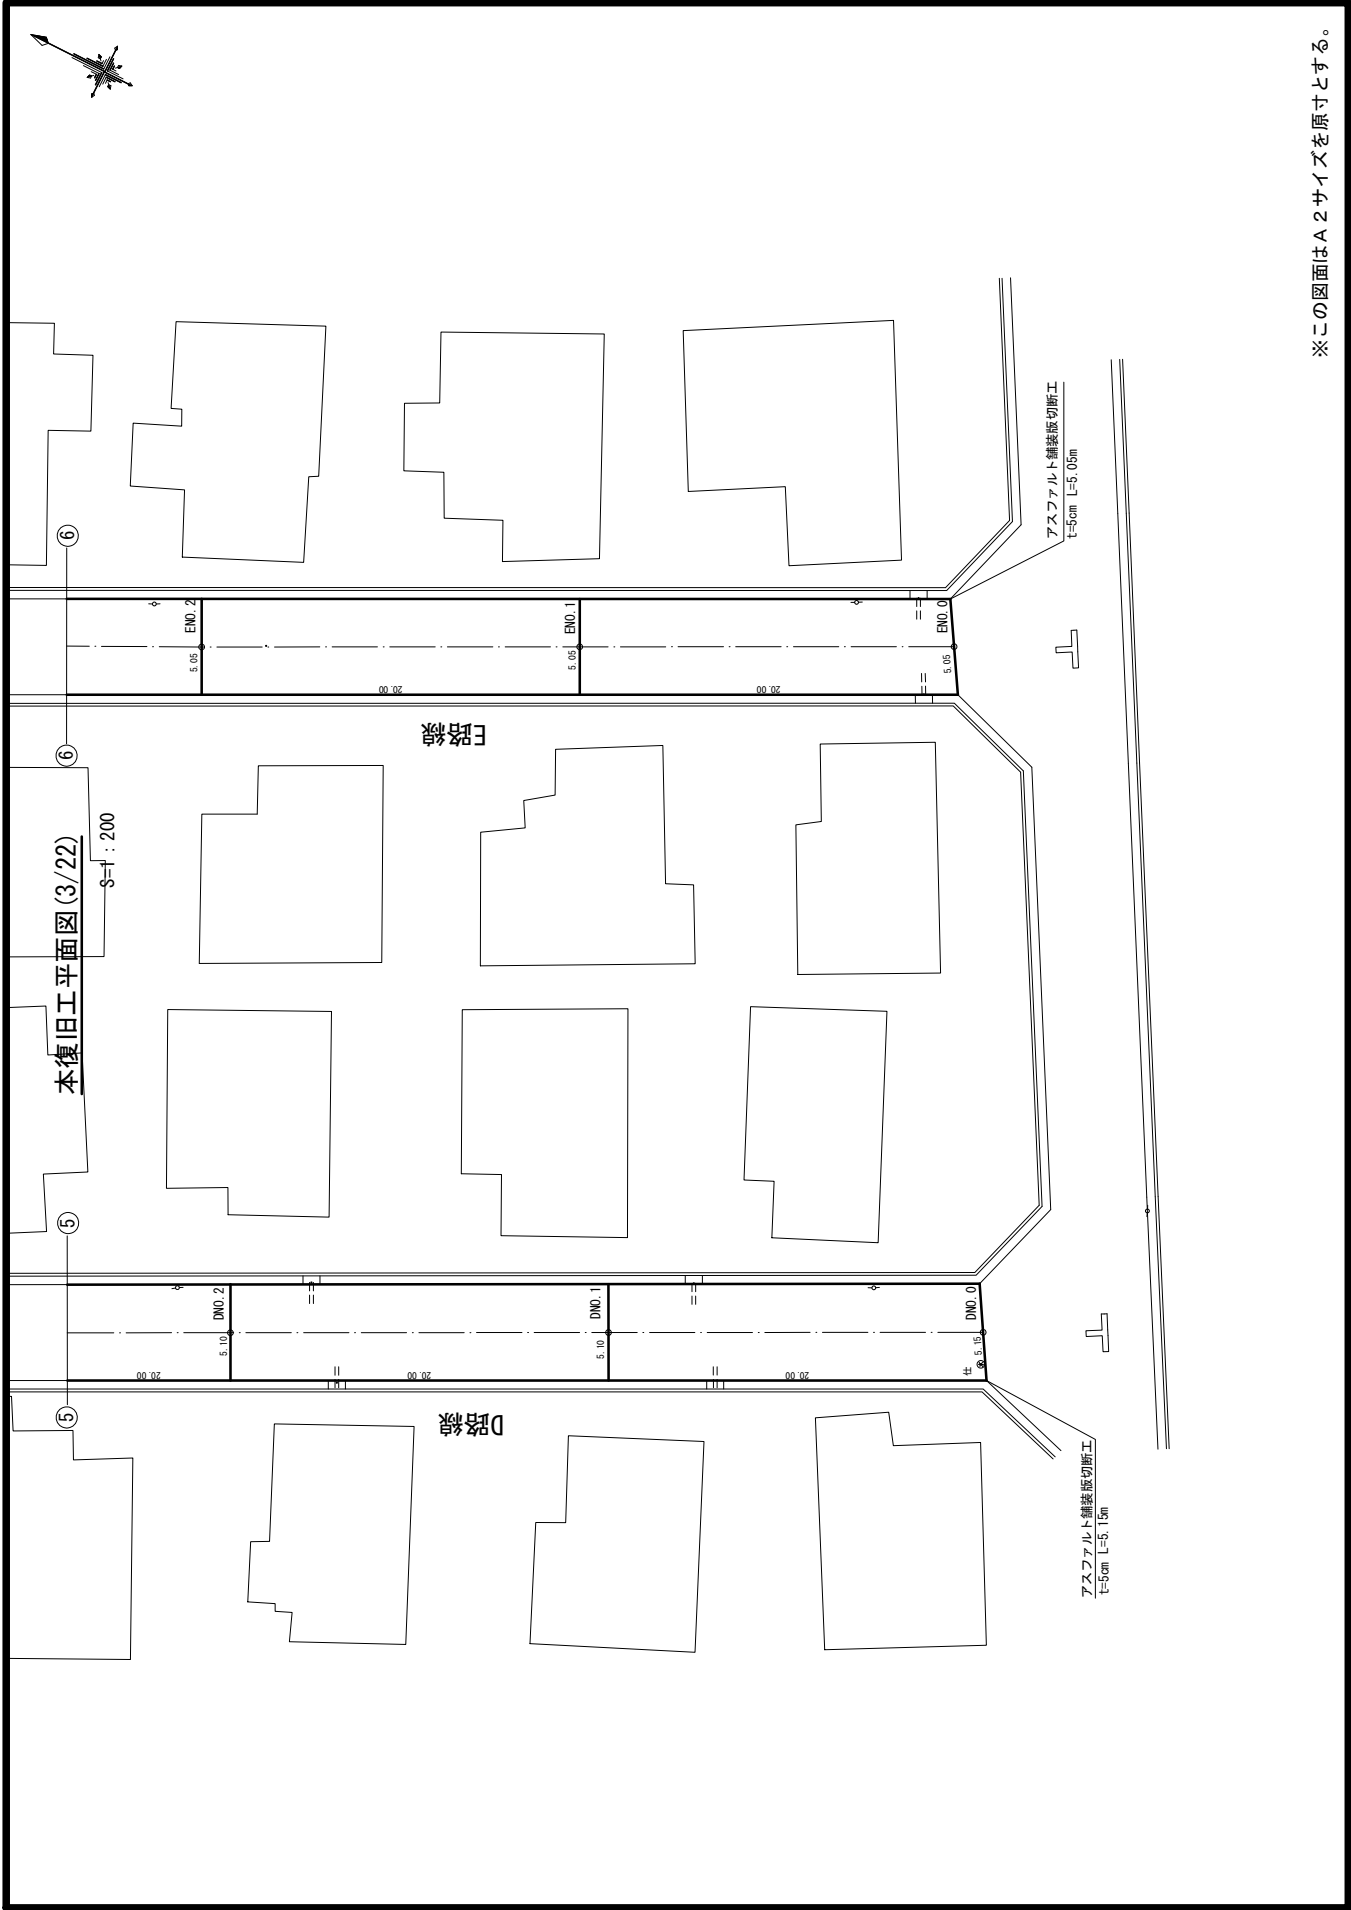 本復旧工平面図(3/22)
S=1：200
⑥
⑥
ENO.2
5.05
ENO.1
5.05
ENO.0
5.05
20.00
20.00
E路線
アスファルト舗装版切断工
t=5cm L=5.05m
⑤
⑤
DNO.2
5.10
DNO.1
5.10
DNO.0
5.15
仕
20.00
20.00
20.00
D路線
アスファルト舗装版切断工
t=5cm L=5.15m
※この図面はA2サイズを原寸とする。